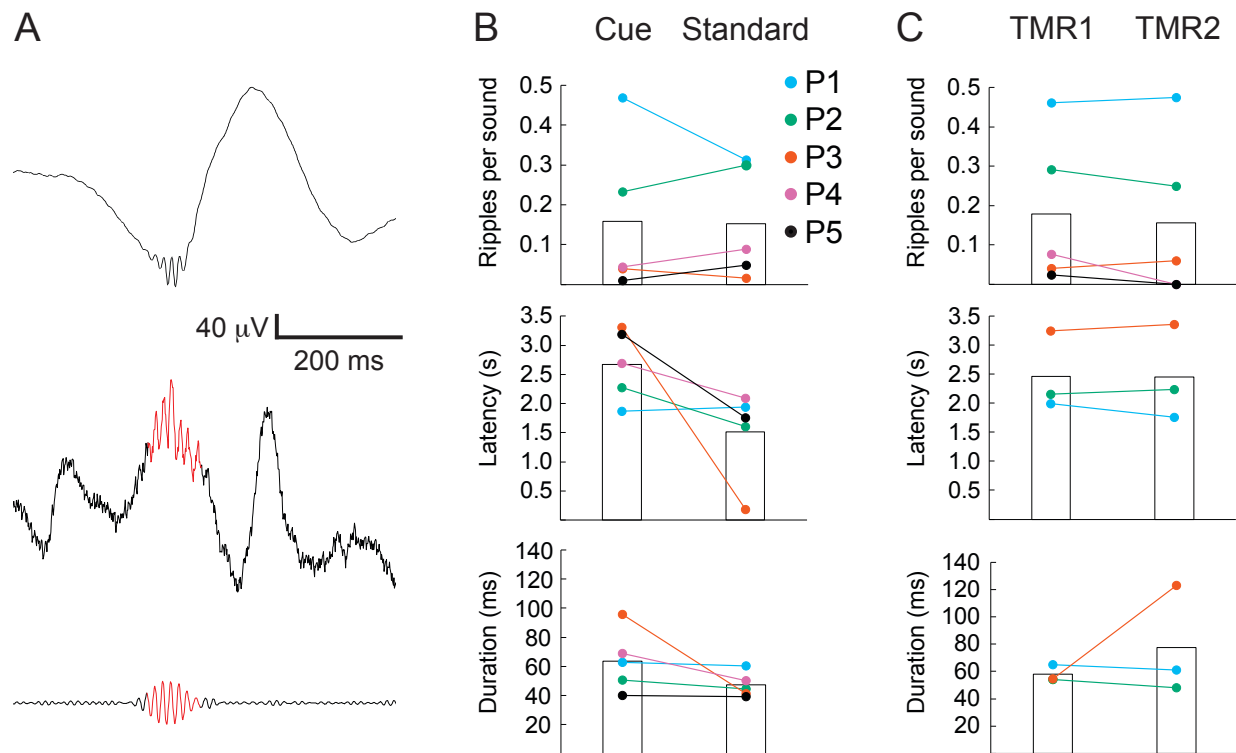 A
40 μV
200 ms
B
Cue Standard
P1
P2
P3
P4
P5
Ripples per sound
0.5
0.4
0.3
0.2
0.1
Latency (s)
3.5
3.0
2.5
2.0
1.5
1.0
0.5
Duration (ms)
140
120
100
80
60
40
20
C
TMR1 TMR2
Ripples per sound
0.5
0.4
0.3
0.2
0.1
Latency (s)
3.5
3.0
2.5
2.0
1.5
1.0
0.5
Duration (ms)
140
120
100
80
60
40
20